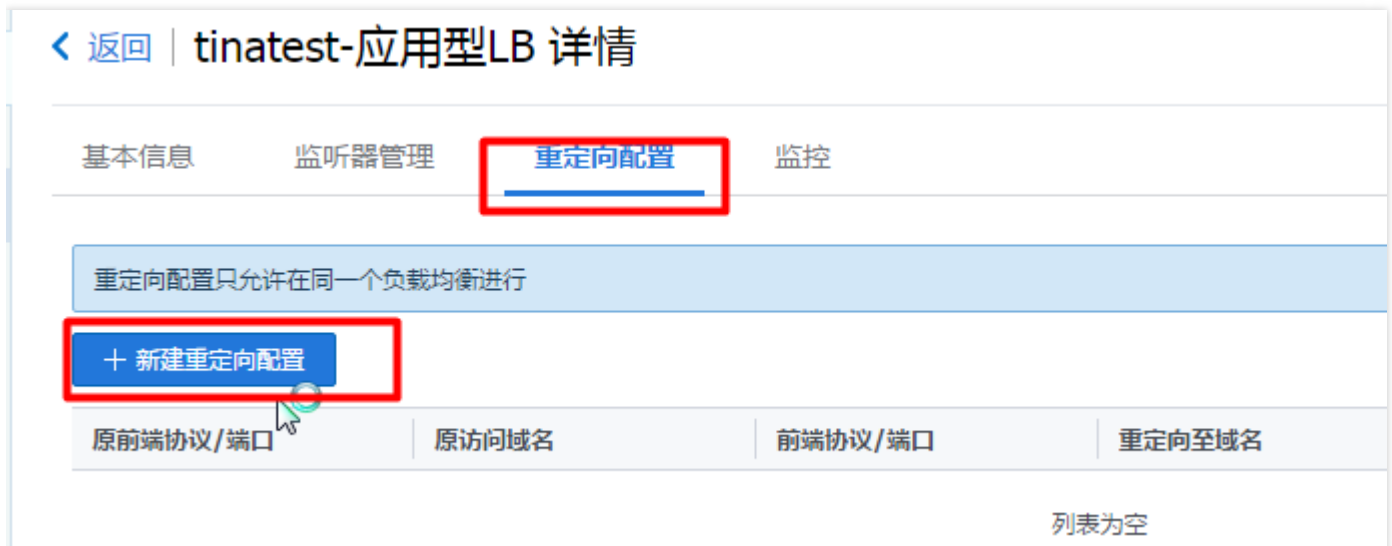 返回 | tinatest-应用型LB 详情
基本信息 监听器管理 重定向配置 监控
重定向配置只允许在同一个负载均衡进行
+ 新建重定向配置
原前端协议/端口 原访问域名 前端协议/端口 重定向至域名
列表为空